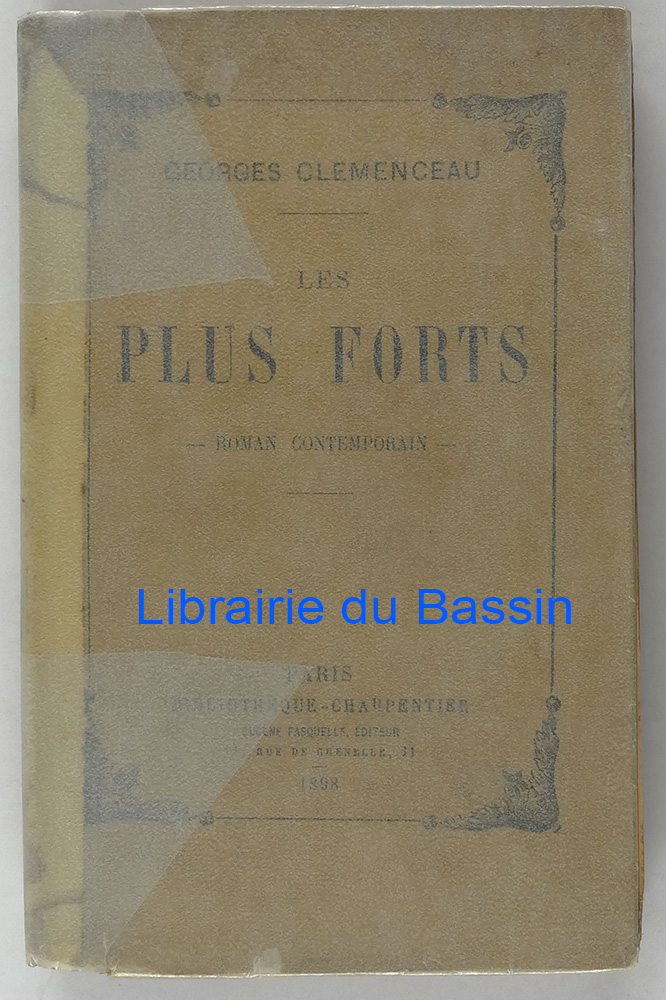 GEORGES CLEMENCEAU
LES
PLUS FORTS
— ROMAN CONTEMPORAIN —
Librairie du Bassin
PARIS
BIBLIOTHÈQUE-CHARPENTIER
EUGÈNE FASQUELLE, ÉDITEUR
RUE DE GRENELLE, 11
1898